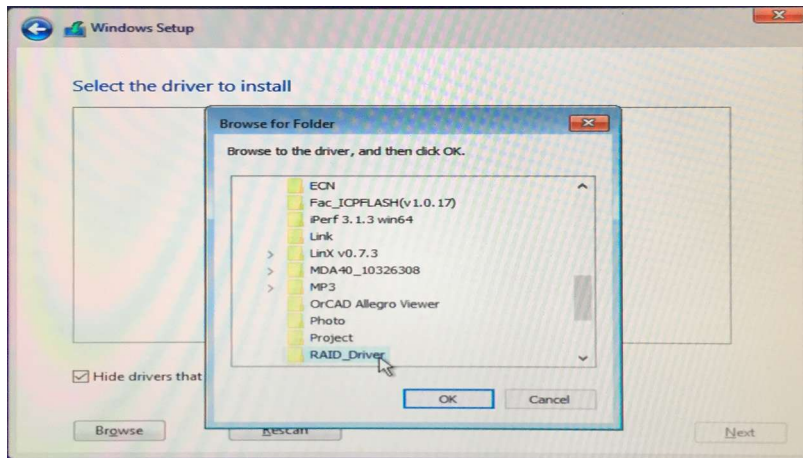 Windows Setup
Select the driver to install
Browse for Folder
Browse to the driver, and then click OK.
ECN
Fac_ICPFLASH(v1.0.17)
iPerf 3.1.3 win64
Link
LinX v0.7.3
MDA40_10326308
MP3
OrCAD Allegro Viewer
Photo
Project
RAID_Driver
Hide drivers that
OK Cancel
Browse Rescan Next